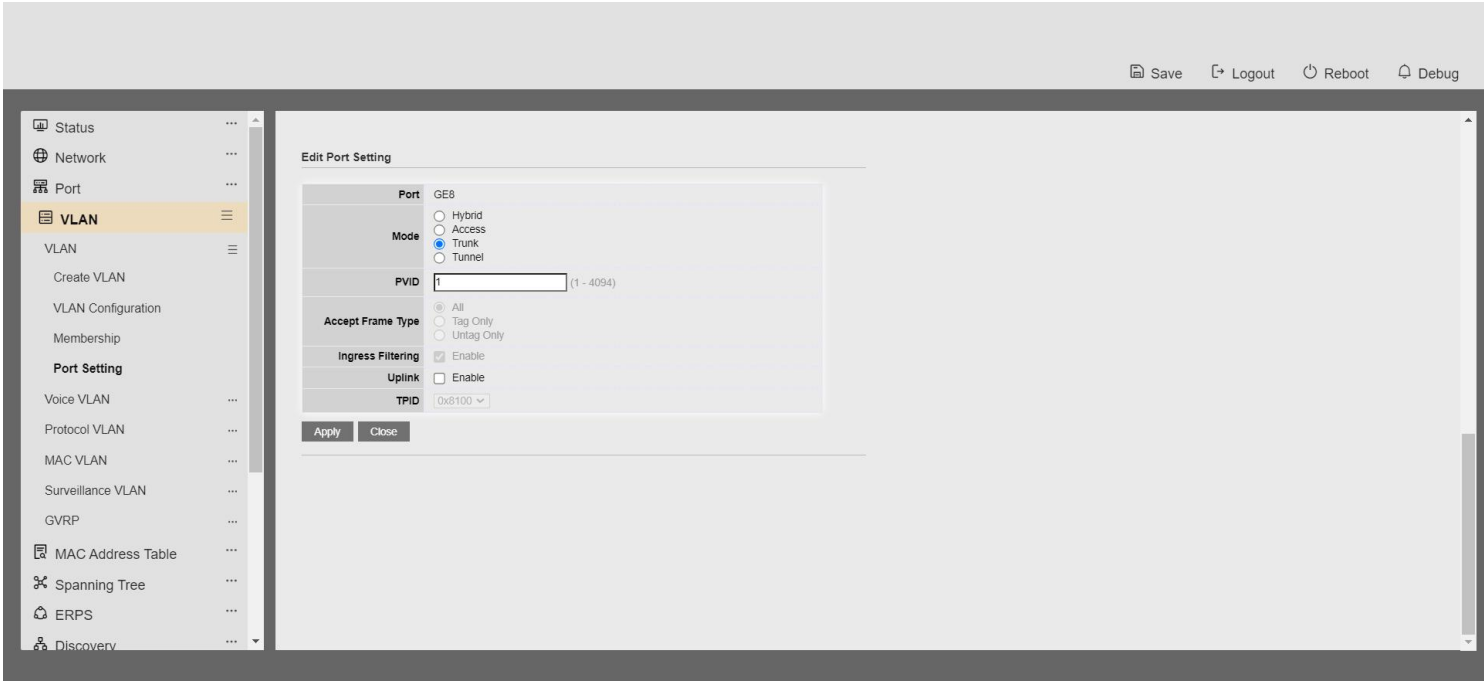 Save Logout Reboot Debug
Status ...
Network ...
Port ...
VLAN
VLAN
Create VLAN
VLAN Configuration
Membership
Port Setting
Voice VLAN ...
Protocol VLAN ...
MAC VLAN ...
Surveillance VLAN ...
GVRP ...
MAC Address Table ...
Spanning Tree ...
ERPS ...
Discovery ...
Edit Port Setting
Port GE8
Mode
Hybrid
Access
Trunk
Tunnel
PVID 1 (1 - 4094)
Accept Frame Type
All
Tag Only
Untag Only
Ingress Filtering Enable
Uplink Enable
TPID 0x8100
Apply Close